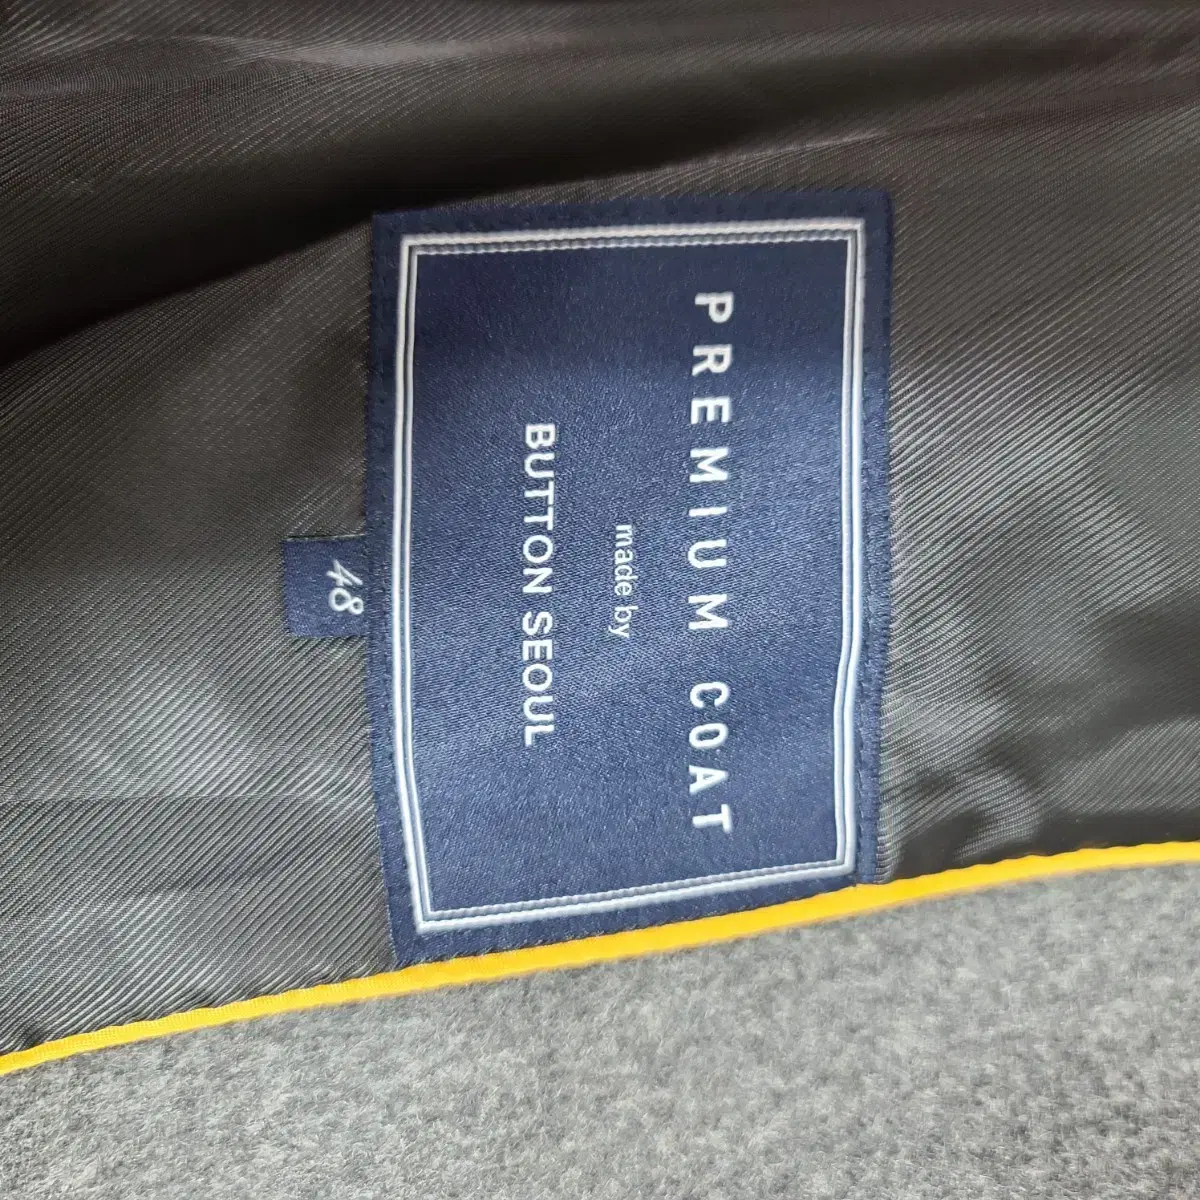 PREMIUM COAT
made by
BUTTON SEOUL
48